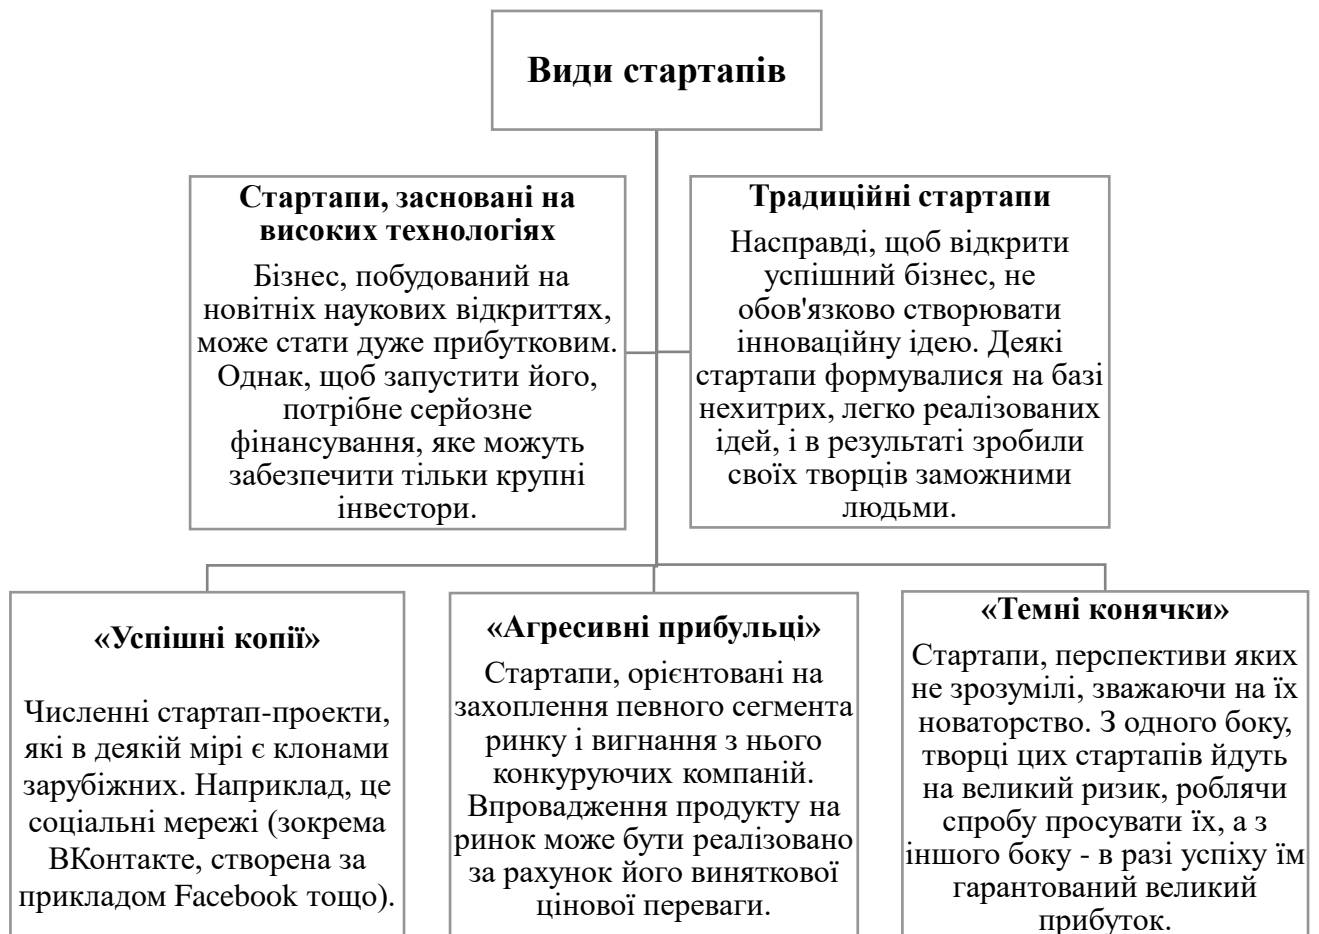 Види стартапів
Стартапи, засновані на
високих технологіях
Бізнес, побудований на
новітніх наукових відкриттях,
може стати дуже прибутковим.
Однак, щоб запустити його,
потрібне серйозне
фінансування, яке можуть
забезпечити тільки крупні
інвестори.
Традиційні стартапи
Насправді, щоб відкрити
успішний бізнес, не
обов'язково створювати
інноваційну ідею. Деякі
стартапи формувалися на базі
нехитрих, легко реалізованих
ідей, і в результаті зробили
своїх творців заможними
людьми.
«Успішні копії»
Численні стартап-проекти,
які в деякій мірі є клонами
зарубіжних. Наприклад, це
соціальні мережі (зокрема
ВКонтакте, створена за
прикладом Facebook тощо).
«Агресивні прибульці»
Стартапи, орієнтовані на
захоплення певного сегмента
ринку і вигнання з нього
конкуруючих компаній.
Впровадження продукту на
ринок може бути реалізовано
за рахунок його виняткової
цінової переваги.
«Темні конячки»
Стартапи, перспективи яких
не зрозумілі, зважаючи на їх
новаторство. З одного боку,
творці цих стартапів йдуть
на великий ризик, роблячи
спробу просувати їх, а з
іншого боку - в разі успіху їм
гарантований великий
прибуток.